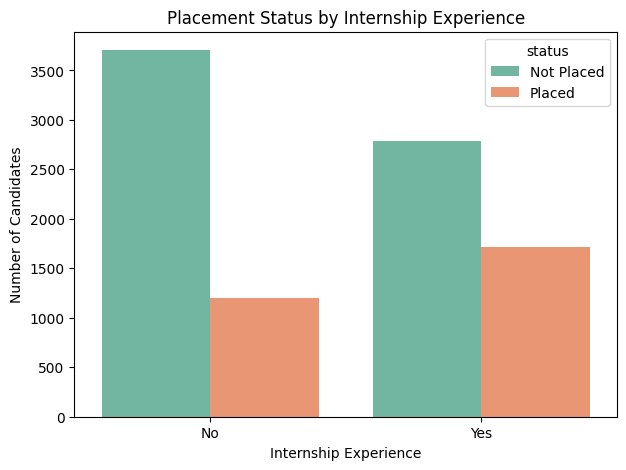 Placement Status by Internship Experience
status
Not Placed
Placed
Number of Candidates
3500
3000
2500
2000
1500
1000
500
0
No
Yes
Internship Experience